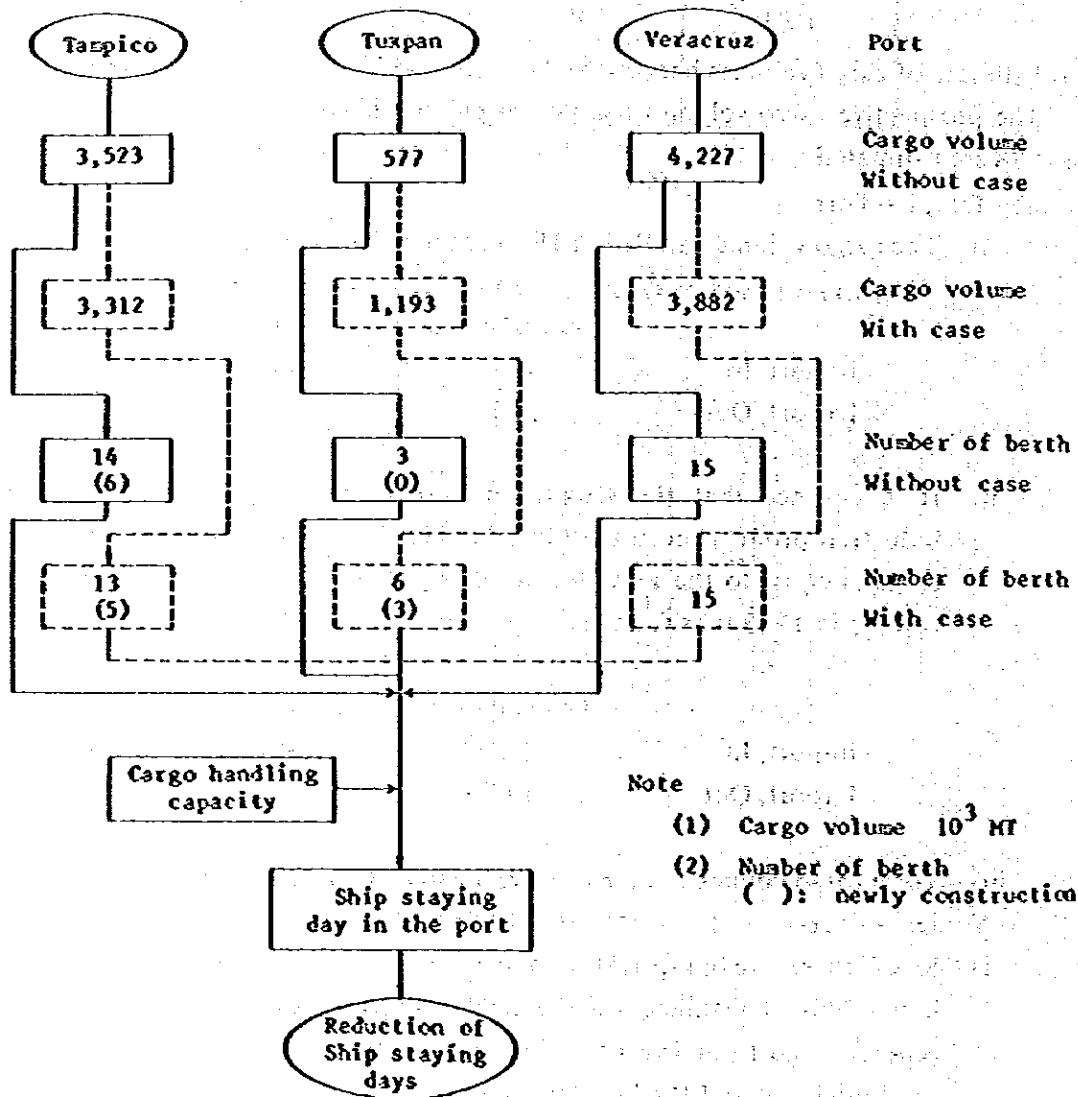 Tampico Tuxpan Veracruz Port
3,523 577 4,227 Cargo volume
Without case
3,312 1,193 3,882 Cargo volume
With case
14 3 15 Number of berth
(6) (0) Without case
13 6 15 Number of berth
(5) (3) With case
Cargo handling
capacity
Note
(1) Cargo volume 10³ MT
(2) Number of berth
( ): newly construction
Ship staying
day in the port
Reduction of
Ship staying
days